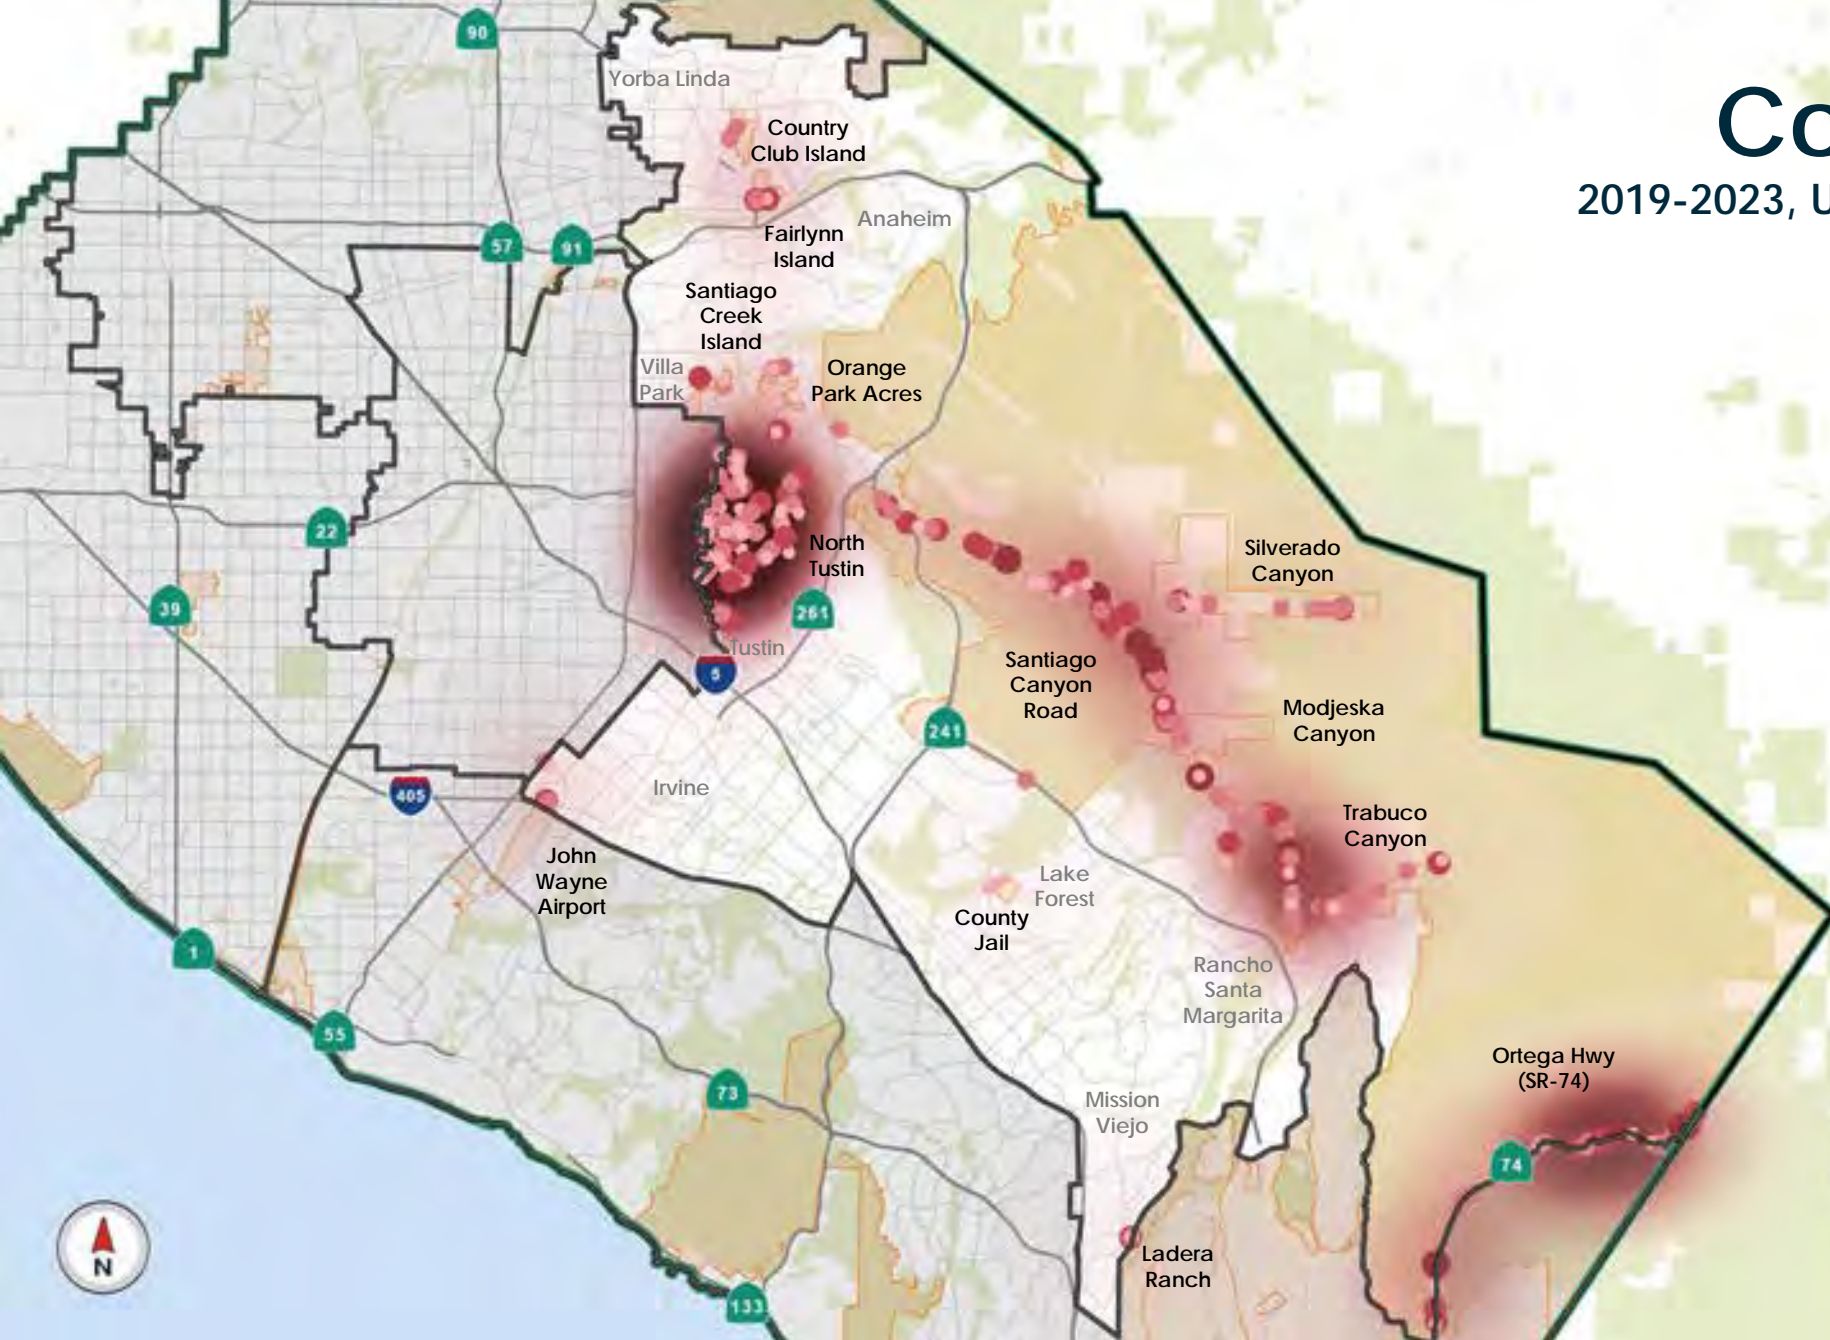 Co
2019-2023, U
90
Yorba Linda
Country
Club Island
Anaheim
57
91
Fairlynn
Island
Santiago
Creek
Island
Villa
Park
Orange
Park Acres
22
North
Tustin
Silverado
Canyon
39
261
Tustin
5
Santiago
Canyon
Road
241
Modjeska
Canyon
Irvine
405
Trabuco
Canyon
John
Wayne
Airport
Lake
Forest
County
Jail
1
Rancho
Santa
Margarita
55
Ortega Hwy
(SR-74)
73
Mission
Viejo
74
N
Ladera
Ranch
133